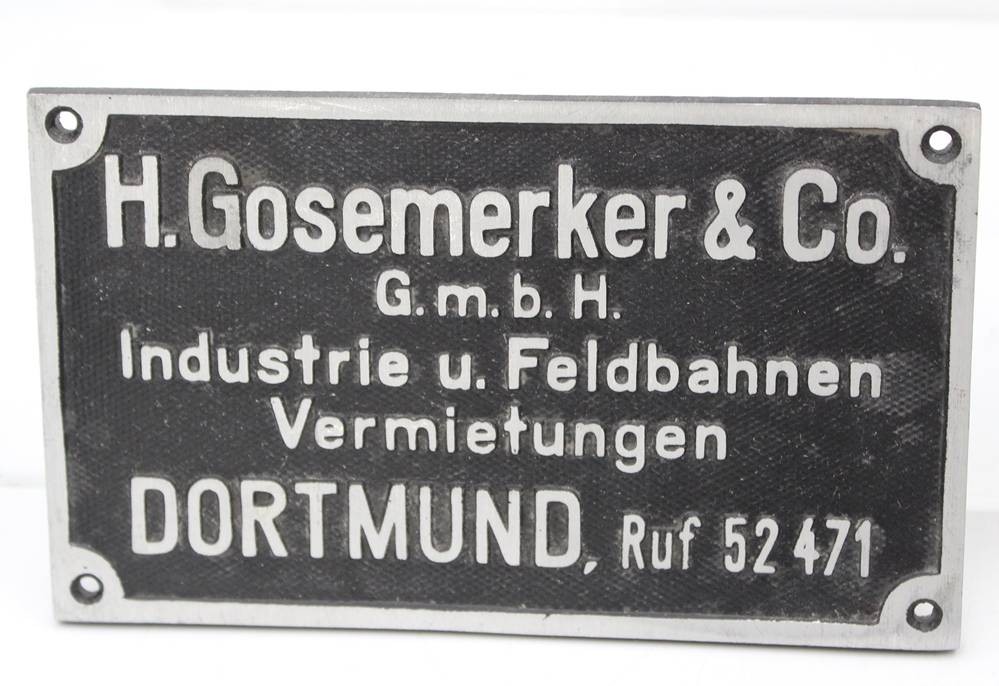 H. Gosemerker & Co.
G. m. b. H.
Industrie u. Feldbahnen
Vermietungen
DORTMUND, Ruf 52 471